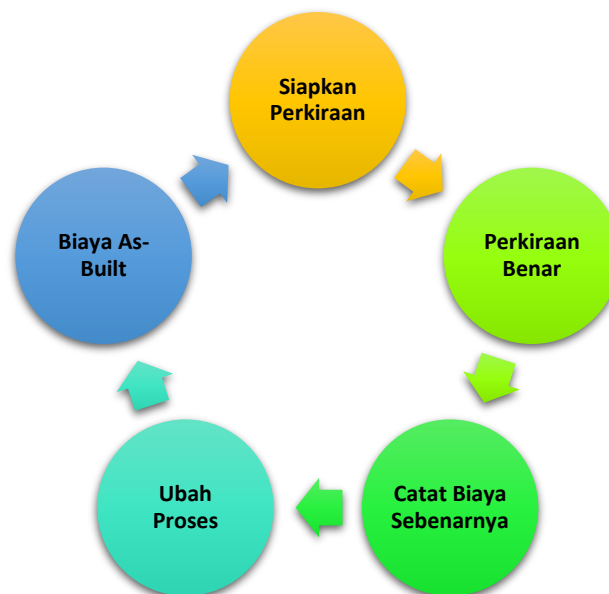 Siapkan
Perkiraan
Perkiraan
Benar
Catat Biaya
Sebenarnya
Ubah
Proses
Biaya As-
Built